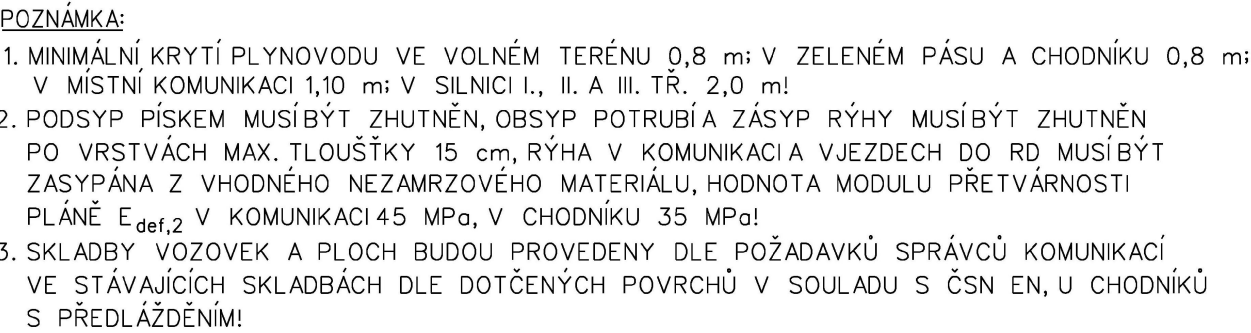 POZNÁMKA:
1. MINIMÁLNÍ KRYTÍ PLYNOVODU VE VOLNÉM TERÉNU 0,8 m; V ZELENÉM PÁSU A CHODNÍKU 0,8 m;
V MÍSTNÍ KOMUNIKACI 1,10 m; V SILNICI I., II. A III. TŘ. 2,0 m!
2. PODSYP PÍSKEM MUSÍ BÝT ZHUTNĚN, OBSYP POTRUBÍ A ZÁSYP RÝHY MUSÍ BÝT ZHUTNĚN
PO VRSTVÁCH MAX. TLOUŠŤKY 15 cm, RÝHA V KOMUNIKACI A VJEZDECH DO RD MUSÍ BÝT
ZASYPÁNA Z VHODNÉHO NEZAMRZOVÉHO MATERIÁLU, HODNOTA MODULU PŘETVÁRNOSTI
PLÁNĚ Edef,2 V KOMUNIKACI 45 MPa, V CHODNÍKU 35 MPa!
3. SKLADBY VOZOVEK A PLOCH BUDOU PROVEDENY DLE POŽADAVKŮ SPRÁVCŮ KOMUNIKACÍ
VE STÁVAJÍCÍCH SKLADBÁCH DLE DOTČENÝCH POVRCHŮ V SOULADU S ČSN EN, U CHODNÍKŮ
S PŘEDLÁŽDĚNÍM!